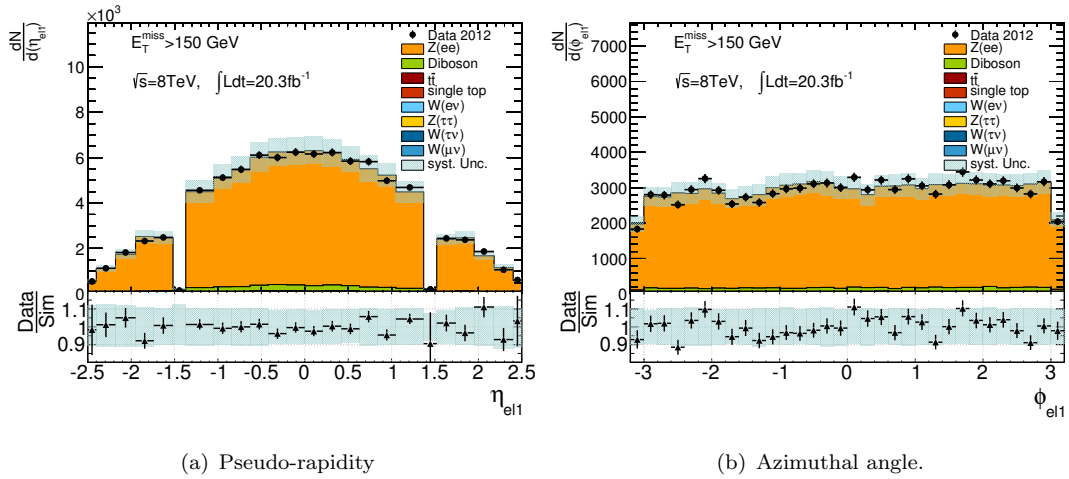 dN
d(η_el1)
×10³
E_T^miss>150 GeV
√s=8TeV, ∫Ldt=20.3fb⁻¹
Data 2012
Z(ee)
Diboson
tt̄
single top
W(eν)
Z(ττ)
W(τν)
W(μν)
syst. Unc.
10
8
6
4
2
0
Data
Sim
1.1
1
0.9
-2.5 -2 -1.5 -1 -0.5 0 0.5 1 1.5 2 2.5
η_el1
(a) Pseudo-rapidity
dN
d(ϕ_el1)
E_T^miss>150 GeV
√s=8TeV, ∫Ldt=20.3fb⁻¹
Data 2012
Z(ee)
Diboson
tt̄
single top
W(eν)
Z(ττ)
W(τν)
W(μν)
syst. Unc.
7000
6000
5000
4000
3000
2000
1000
0
Data
Sim
1.1
1
0.9
-3 -2 -1 0 1 2 3
ϕ_el1
(b) Azimuthal angle.